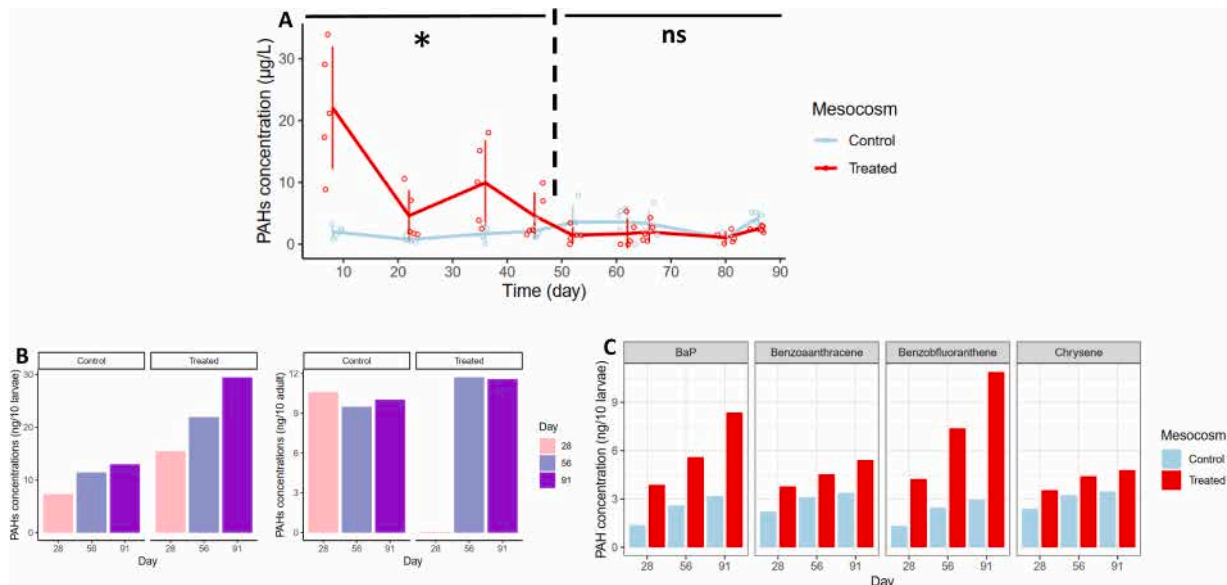 A
*
ns
PAHs concentration (µg/L)
30
20
10
0
10 20 30 40 50 60 70 80 90
Time (day)
Mesocosm
Control
Treated
B
Control Treated
PAHs concentrations (ng/10 larvae)
30
20
10
0
28 56 91 28 56 91
Day
Control Treated
PAHs concentrations (ng/10 adult)
12
9
6
3
0
28 56 91 28 56 91
Day
Day
28
56
91
C
BaP Benzoaanthracene Benzobfluoranthene Chrysene
PAH concentration (ng/10 larvae)
9
6
3
0
28 56 91 28 56 91 28 56 91 28 56 91
Day
Mesocosm
Control
Treated